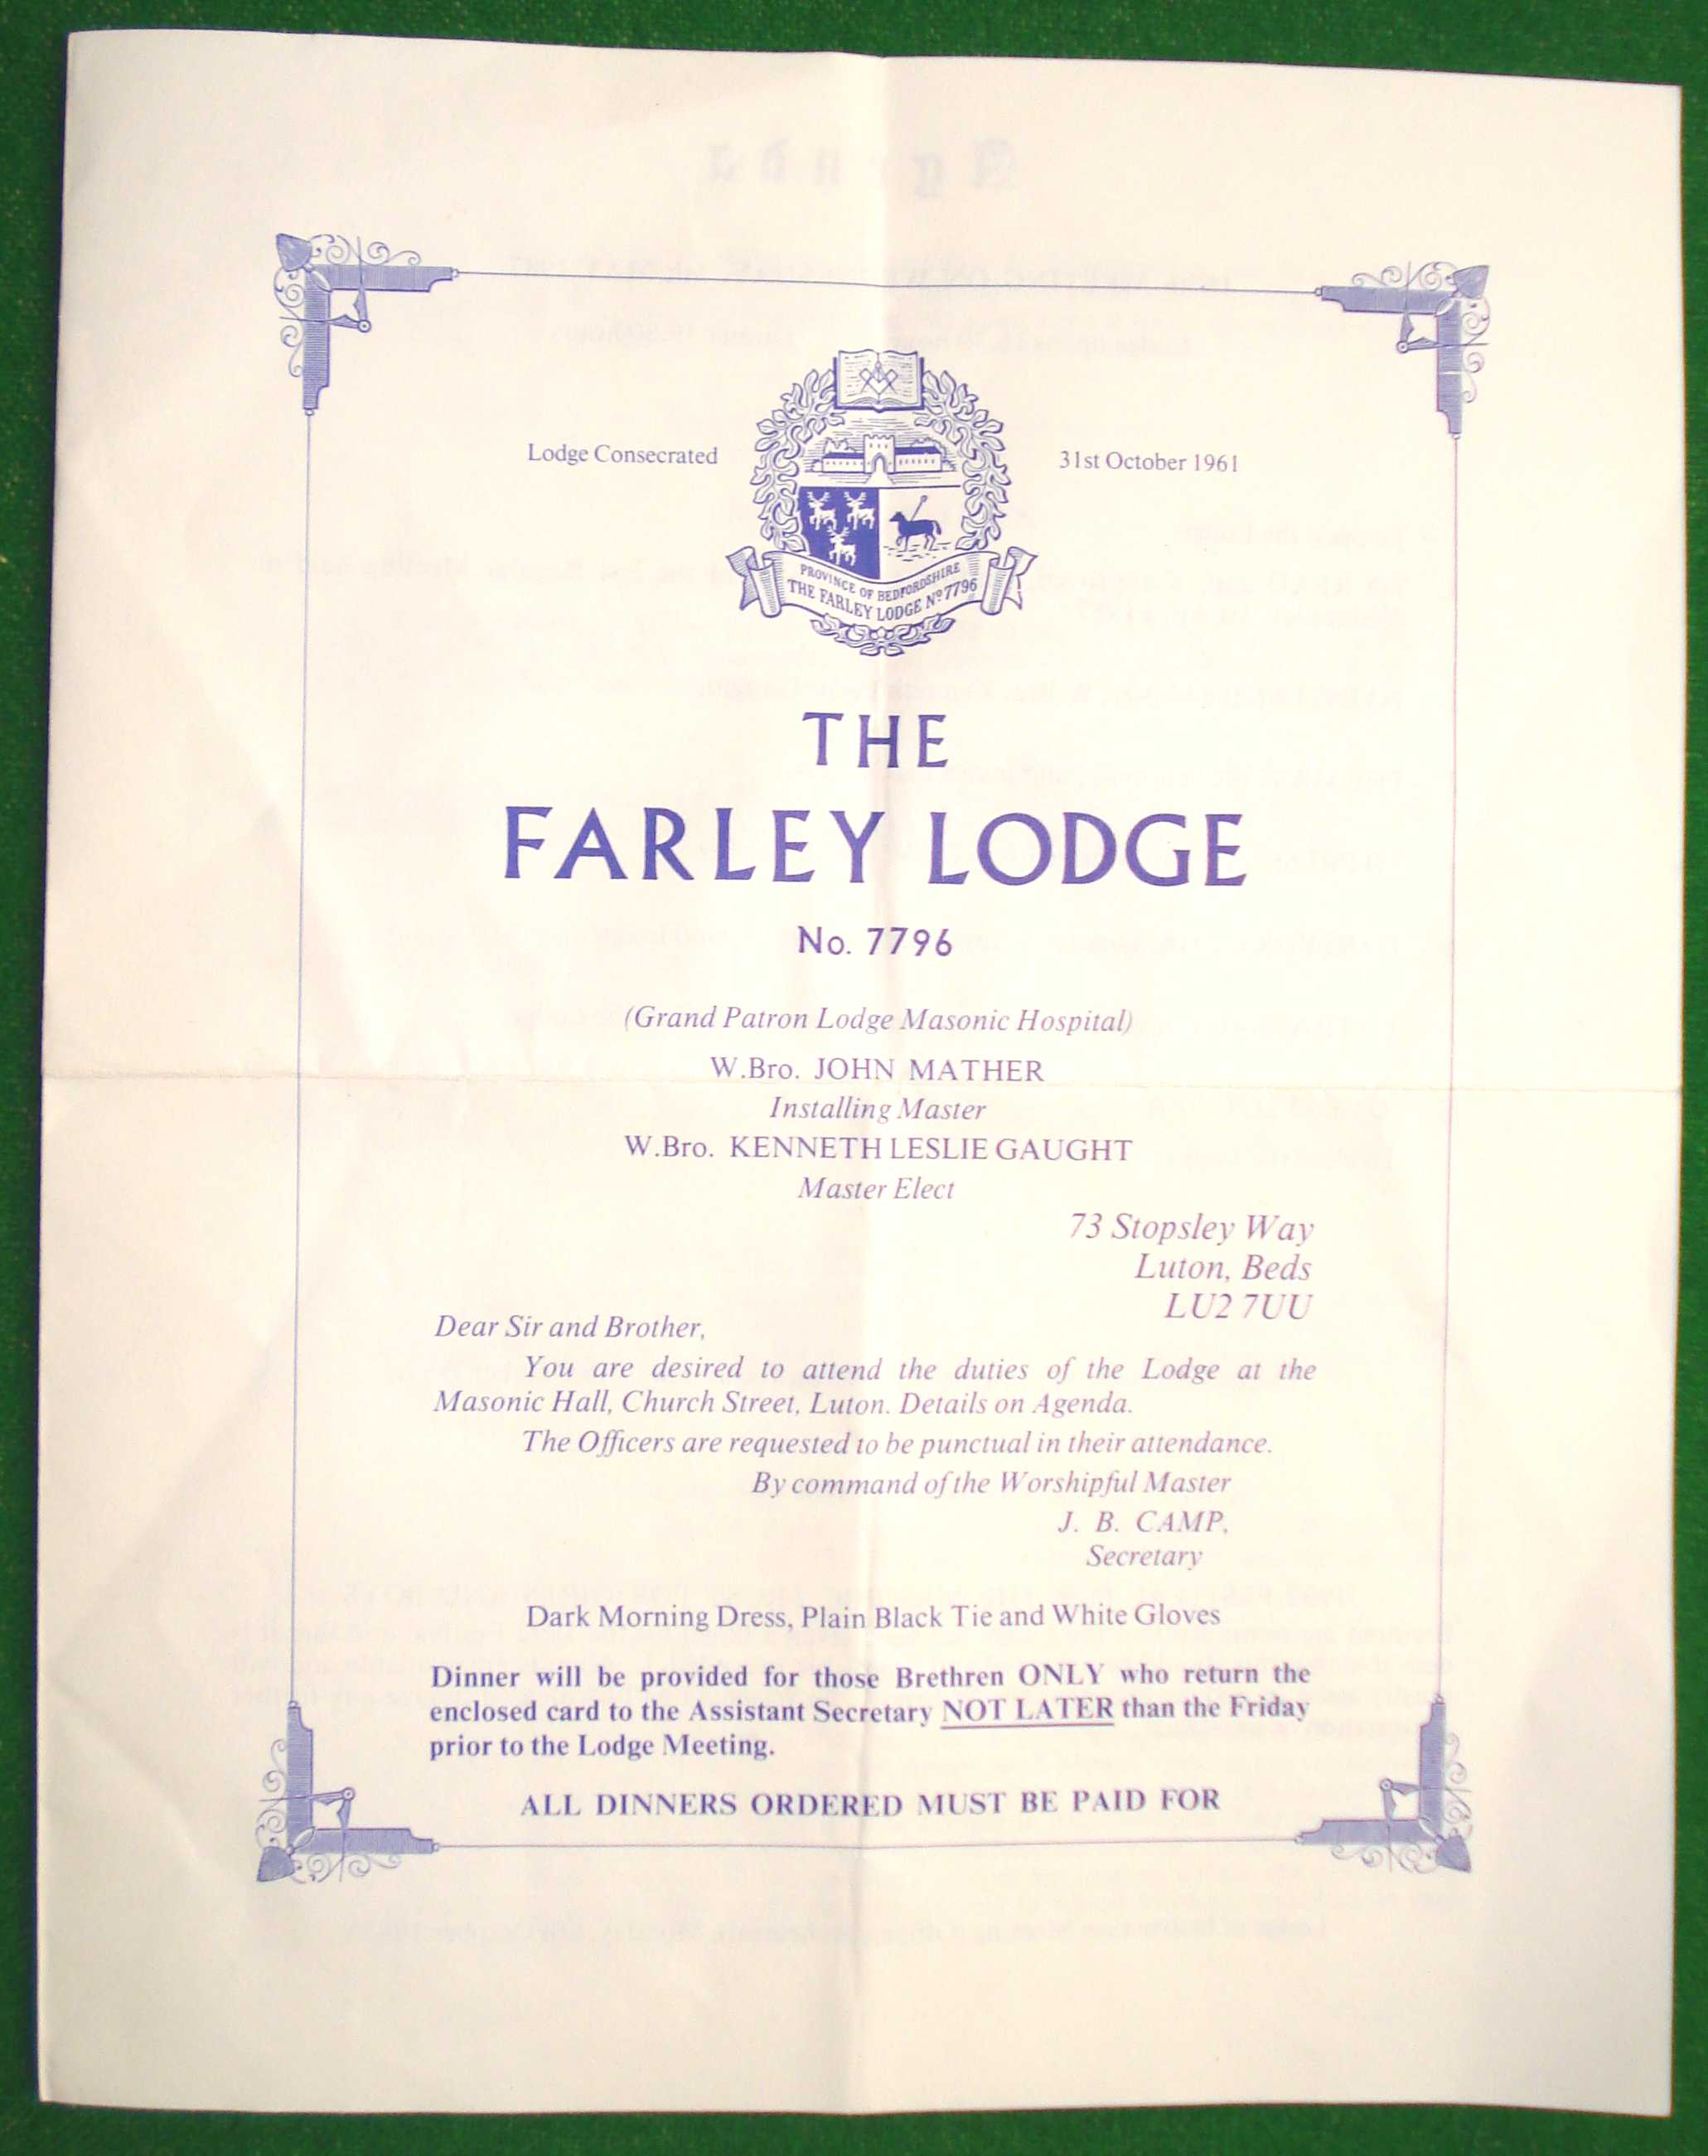 Agenda
Lodge Consecrated
31st October 1961
PROVINCE OF BEDFORDSHIRE
THE FARLEY LODGE Nº 7796
THE
FARLEY LODGE
No. 7796
(Grand Patron Lodge Masonic Hospital)
W.Bro. JOHN MATHER
Installing Master
W.Bro. KENNETH LESLIE GAUGHT
Master Elect
73 Stopsley Way
Luton, Beds
LU2 7UU
Dear Sir and Brother,
You are desired to attend the duties of the Lodge at the
Masonic Hall, Church Street, Luton. Details on Agenda.
The Officers are requested to be punctual in their attendance.
By command of the Worshipful Master
J. B. CAMP,
Secretary
Dark Morning Dress, Plain Black Tie and White Gloves
Dinner will be provided for those Brethren ONLY who return the
enclosed card to the Assistant Secretary NOT LATER than the Friday
prior to the Lodge Meeting.
ALL DINNERS ORDERED MUST BE PAID FOR